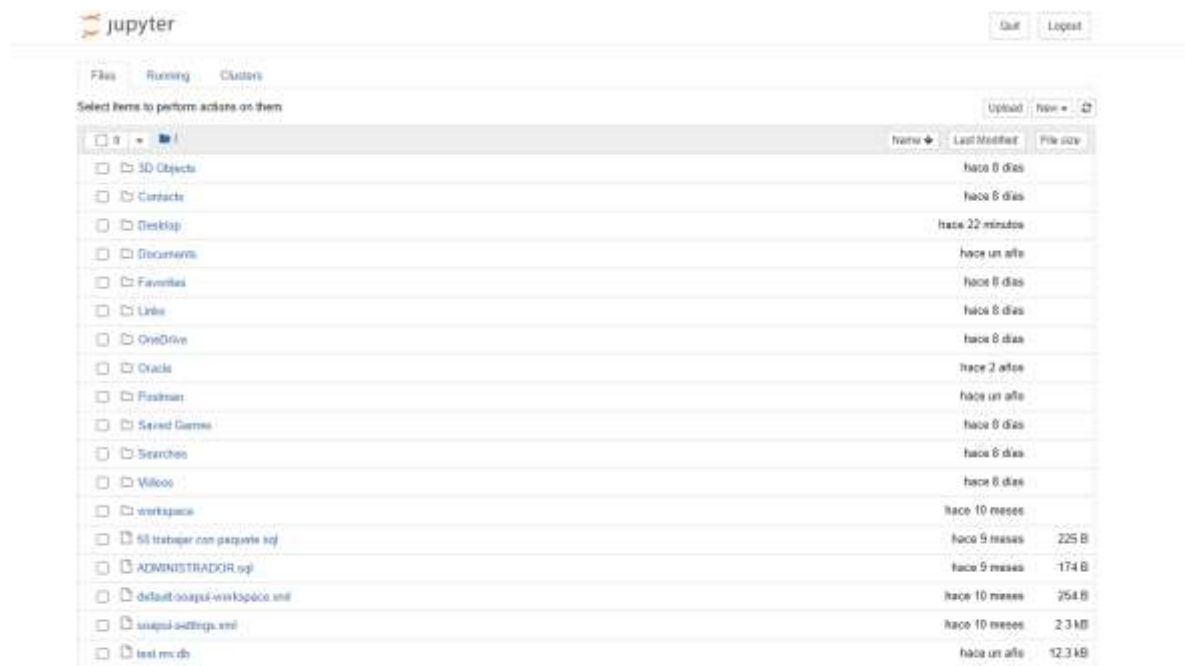 jupyter
Quit Logout
Files Running Clusters
Select items to perform actions on them.
Upload New
0 /
Name Last Modified File size
3D Objects hace 8 días
Contacts hace 8 días
Desktop hace 22 minutos
Documents hace un año
Favorites hace 8 días
Links hace 8 días
OneDrive hace 8 días
Oracle hace 2 años
Postman hace un año
Saved Games hace 8 días
Searches hace 8 días
Videos hace 8 días
workspace hace 10 meses
trabajar con paquete.sql hace 9 meses 225 B
ADMINISTRADOR.sql hace 9 meses 174 B
default-soapui-workspace.xml hace 10 meses 254 B
soapui-settings.xml hace 10 meses 2.3 kB
test.mv.db hace un año 12.3 kB